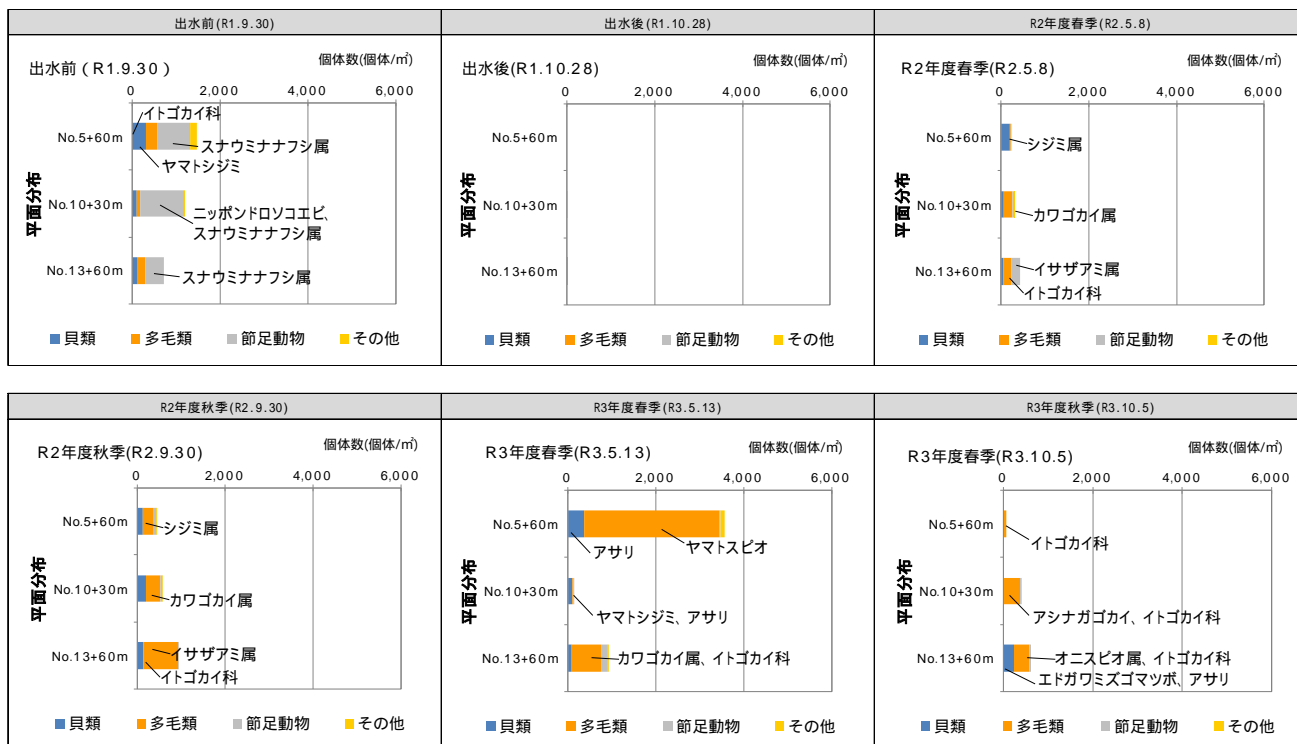 出水前(R1.9.30)
出水後(R1.10.28)
R2年度春季(R2.5.8)
出水前（R1.9.30）
個体数(個体/㎡)
0 2,000 4,000 6,000
イトゴカイ科
No.5+60m
スナウミナナフシ属
ヤマトシジミ
No.10+30m
ニッポンドロソコエビ、
スナウミナナフシ属
No.13+60m
スナウミナナフシ属
平面分布
貝類 多毛類 節足動物 その他
出水後(R1.10.28)
個体数(個体/㎡)
0 2,000 4,000 6,000
No.5+60m
No.10+30m
No.13+60m
平面分布
貝類 多毛類 節足動物 その他
R2年度春季(R2.5.8)
個体数(個体/㎡)
0 2,000 4,000 6,000
No.5+60m
シジミ属
No.10+30m
カワゴカイ属
No.13+60m
イサザアミ属
イトゴカイ科
平面分布
貝類 多毛類 節足動物 その他
R2年度秋季(R2.9.30)
R3年度春季(R3.5.13)
R3年度秋季(R3.10.5)
R2年度秋季(R2.9.30)
個体数(個体/㎡)
0 2,000 4,000 6,000
No.5+60m
シジミ属
No.10+30m
カワゴカイ属
No.13+60m
イサザアミ属
イトゴカイ科
平面分布
貝類 多毛類 節足動物 その他
R3年度春季(R3.5.13)
個体数(個体/㎡)
0 2,000 4,000 6,000
No.5+60m
アサリ
ヤマトスピオ
No.10+30m
ヤマトシジミ、アサリ
No.13+60m
カワゴカイ属、イトゴカイ科
平面分布
貝類 多毛類 節足動物 その他
R3年度春季(R3.10.5)
個体数(個体/㎡)
0 2,000 4,000 6,000
No.5+60m
イトゴカイ科
No.10+30m
アシナガゴカイ、イトゴカイ科
No.13+60m
オニスピオ属、イトゴカイ科
エドガワミズゴマツボ、アサリ
平面分布
貝類 多毛類 節足動物 その他